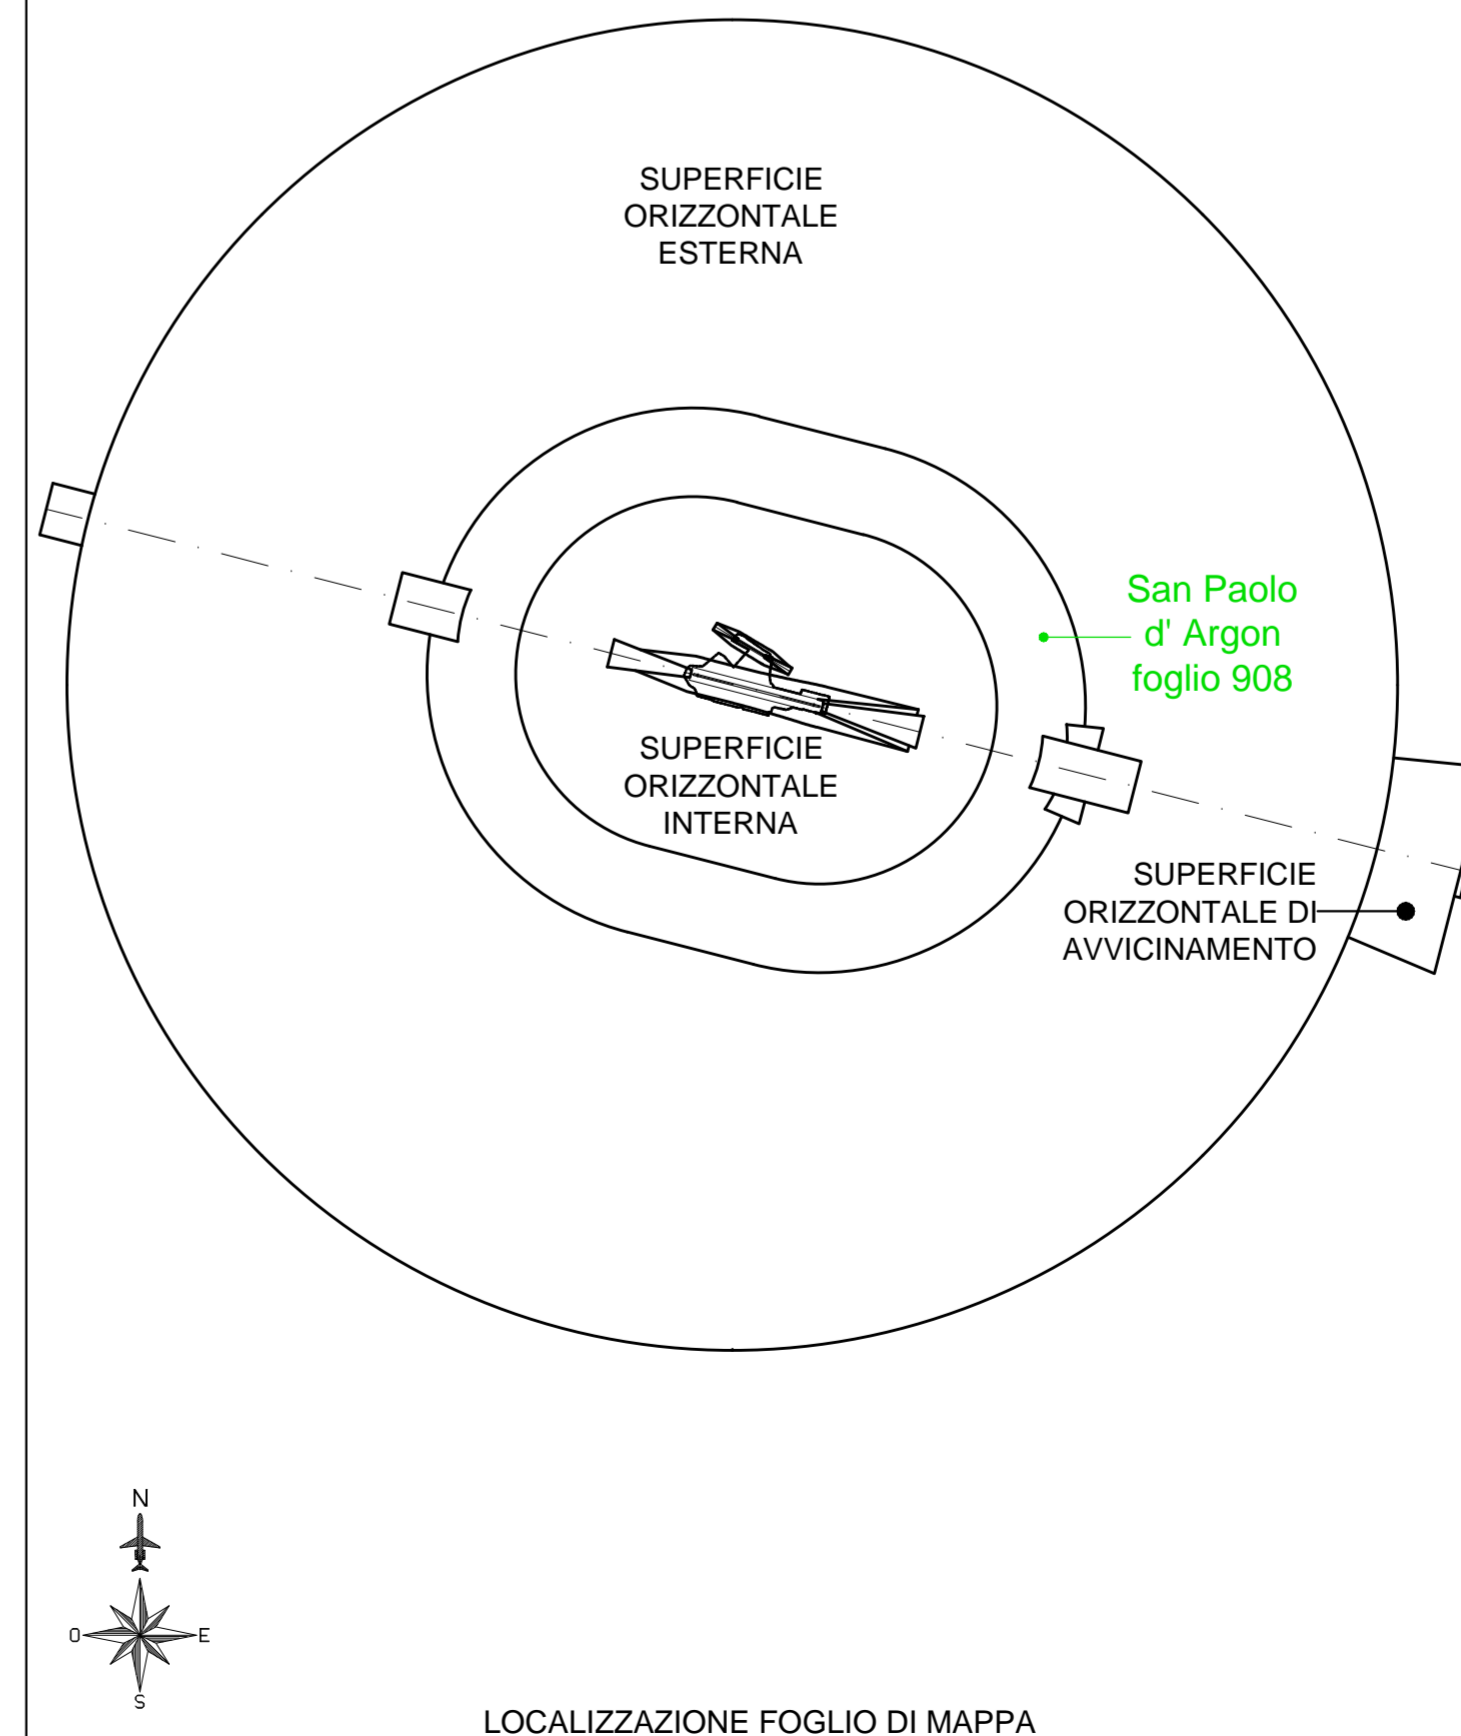 SUPERFICIE
ORIZZONTALE
ESTERNA
San Paolo
d' Argon
foglio 908
SUPERFICIE
ORIZZONTALE
INTERNA
SUPERFICIE
ORIZZONTALE DI
AVVICINAMENTO
N
O
E
S
LOCALIZZAZIONE FOGLIO DI MAPPA